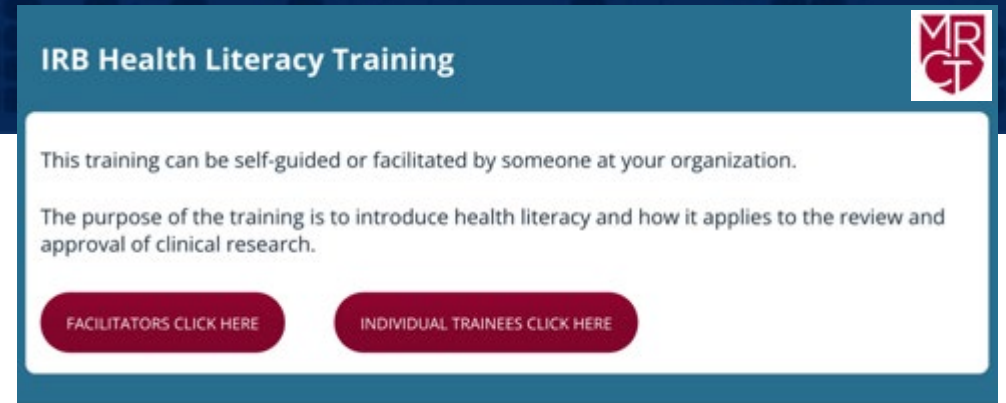 IRB Health Literacy Training
MR
CT
This training can be self-guided or facilitated by someone at your organization.
The purpose of the training is to introduce health literacy and how it applies to the review and
approval of clinical research.
FACILITATORS CLICK HERE
INDIVIDUAL TRAINEES CLICK HERE